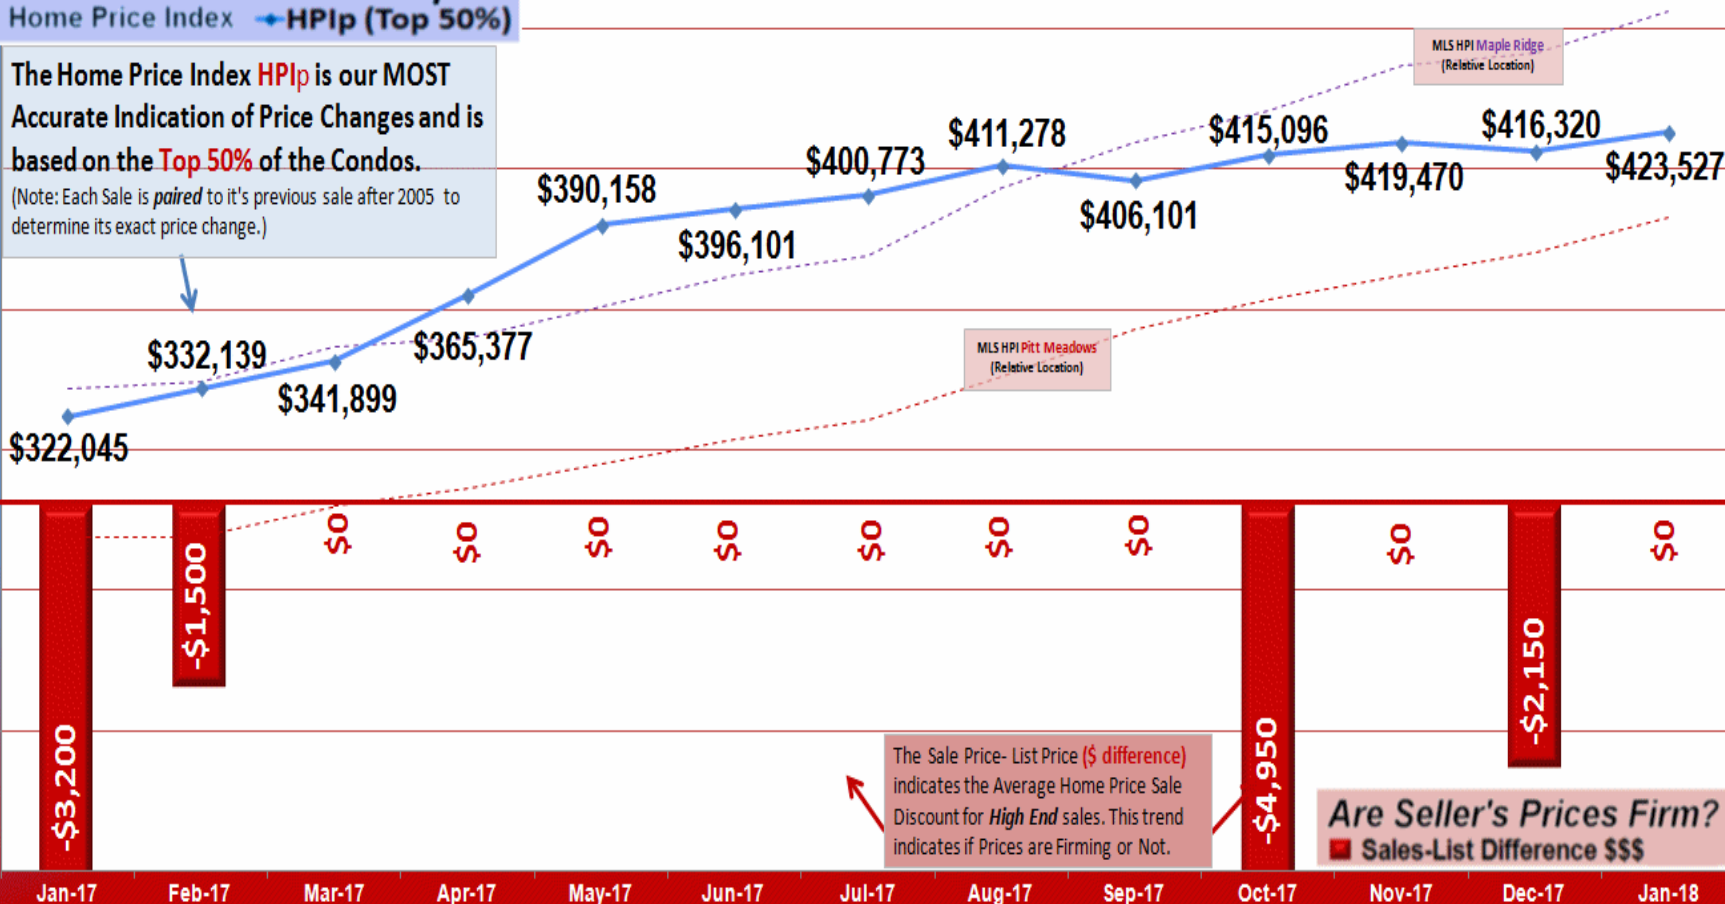 Home Price Index HPIp (Top 50%)
The Home Price Index HPIp is our MOST
Accurate Indication of Price Changes and is
based on the Top 50% of the Condos.
(Note: Each Sale is paired to it's previous sale after 2005 to
determine its exact price change.)
MLS HPI Maple Ridge
(Relative Location)
$322,045
$332,139
$341,899
$365,377
$390,158
$396,101
$400,773
$411,278
$406,101
$415,096
$419,470
$416,320
$423,527
MLS HPI Pitt Meadows
(Relative Location)
-$3,200
-$1,500
$0
$0
$0
$0
$0
$0
$0
-$4,950
$0
-$2,150
$0
The Sale Price- List Price ($ difference)
indicates the Average Home Price Sale
Discount for High End sales. This trend
indicates if Prices are Firming or Not.
Are Seller's Prices Firm?
Sales-List Difference $$$
Jan-17 Feb-17 Mar-17 Apr-17 May-17 Jun-17 Jul-17 Aug-17 Sep-17 Oct-17 Nov-17 Dec-17 Jan-18